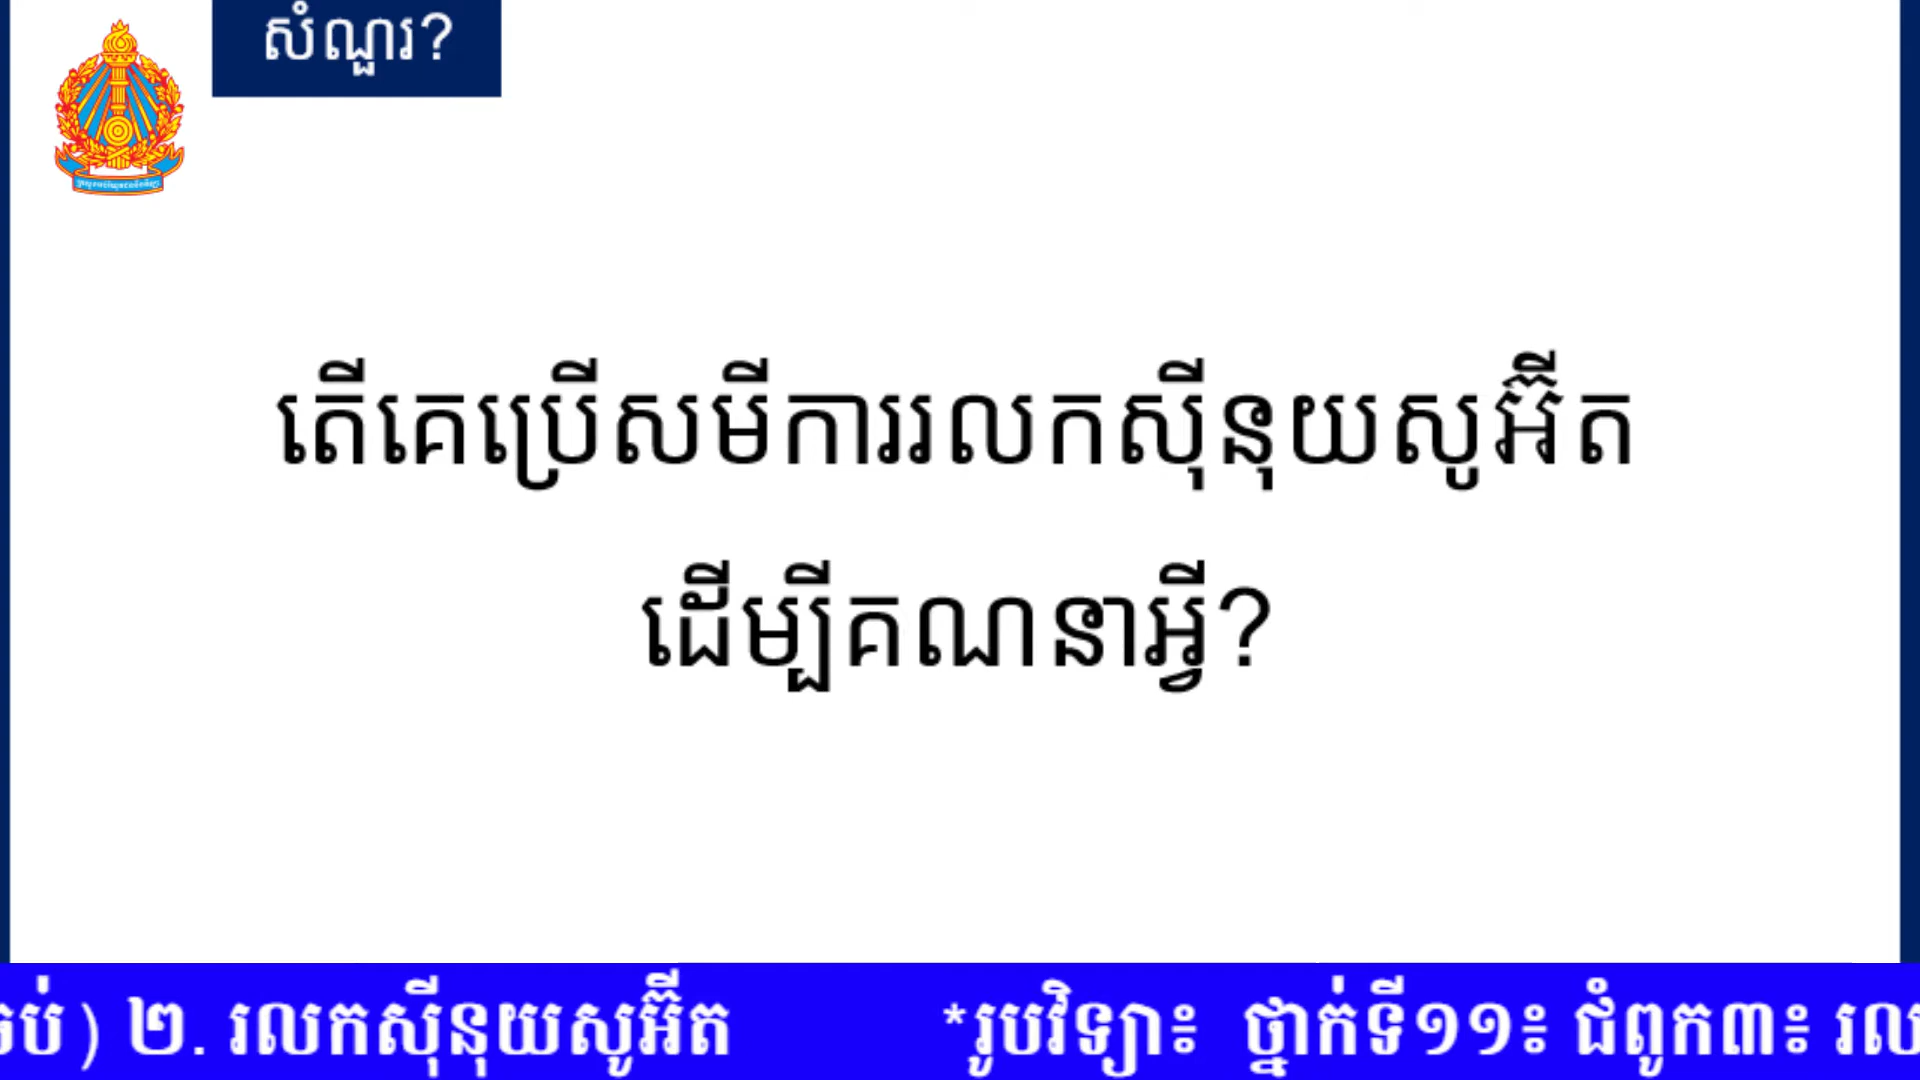 សំណួរ?
តើគេប្រើសមីការរលកស៊ីនុយសូអ៊ីត
ដើម្បីគណនាអ្វី?
ចប់) ២. រលកស៊ីនុយសូអ៊ីត *រូបវិទ្យា៖ ថ្នាក់ទី១១៖ ជំពូក៣៖ រល